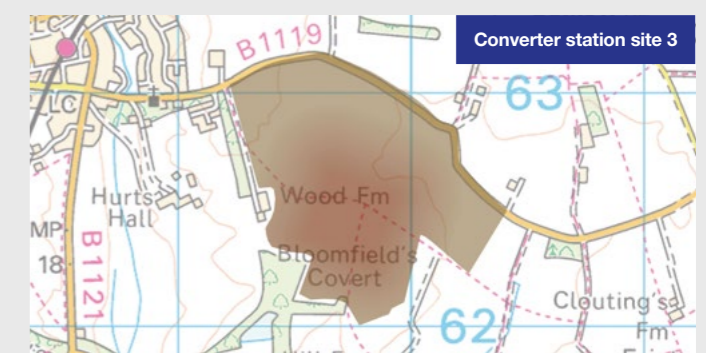 Converter station site 3
LC
B1119
63
LC
Hurts
Hall
Wood Fm
MP
18
B1121
Bloomfield's
Covert
62
Clouting's
Fm